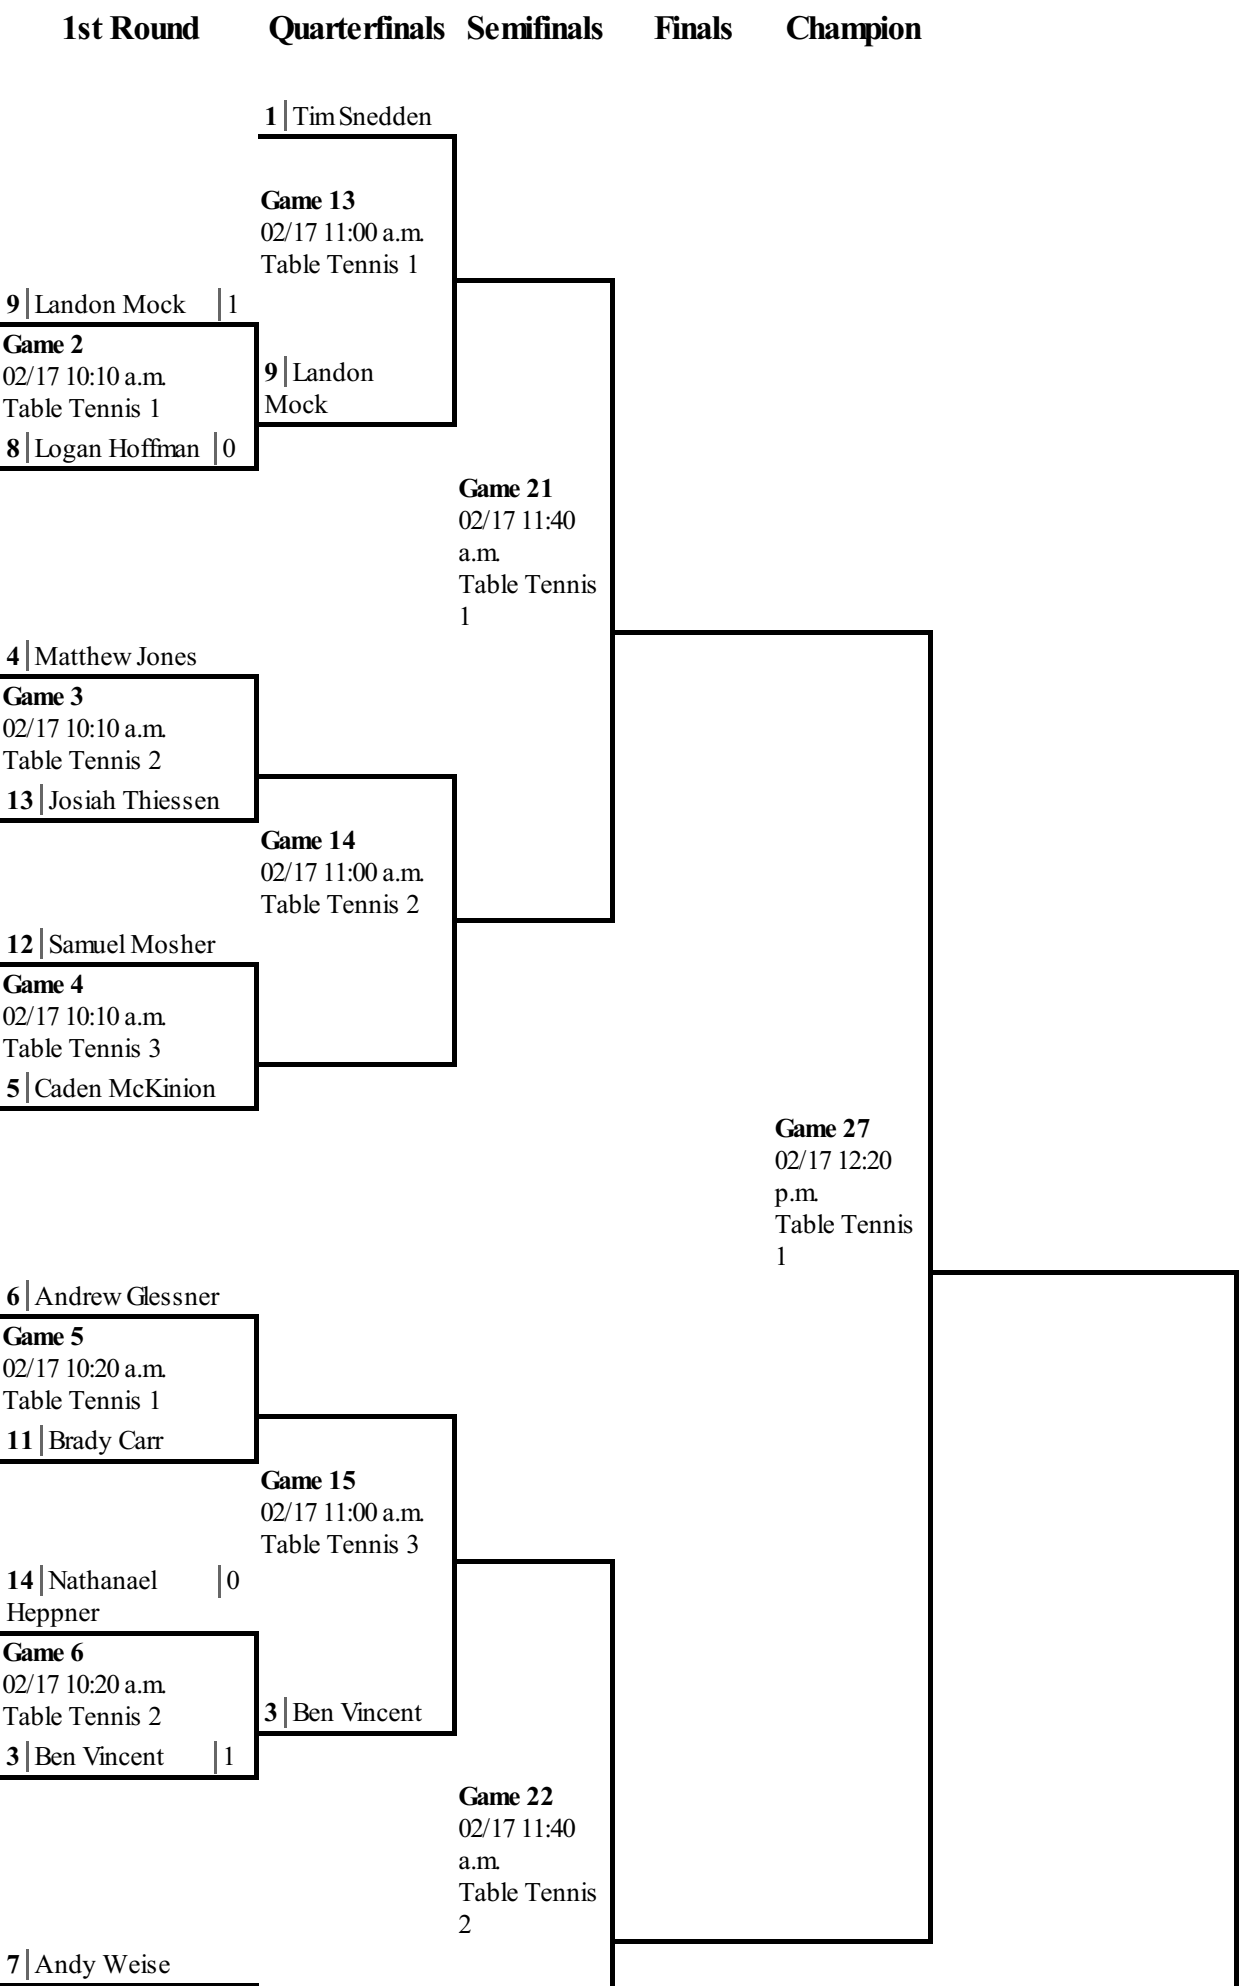 1st Round Quarterfinals Semifinals Finals Champion
1 Tim Snedden
Game 13
02/17 11:00 a.m.
Table Tennis 1
9 Landon Mock 1
Game 2
02/17 10:10 a.m.
Table Tennis 1
8 Logan Hoffman 0
9 Landon
Mock
Game 21
02/17 11:40
a.m.
Table Tennis
1
4 Matthew Jones
Game 3
02/17 10:10 a.m.
Table Tennis 2
13 Josiah Thiessen
Game 14
02/17 11:00 a.m.
Table Tennis 2
12 Samuel Mosher
Game 4
02/17 10:10 a.m.
Table Tennis 3
5 Caden McKinion
Game 27
02/17 12:20
p.m.
Table Tennis
1
6 Andrew Glessner
Game 5
02/17 10:20 a.m.
Table Tennis 1
11 Brady Carr
Game 15
02/17 11:00 a.m.
Table Tennis 3
14 Nathanael 0
Heppner
Game 6
02/17 10:20 a.m.
Table Tennis 2
3 Ben Vincent 1
3 Ben Vincent
Game 22
02/17 11:40
a.m.
Table Tennis
2
7 Andy Weise